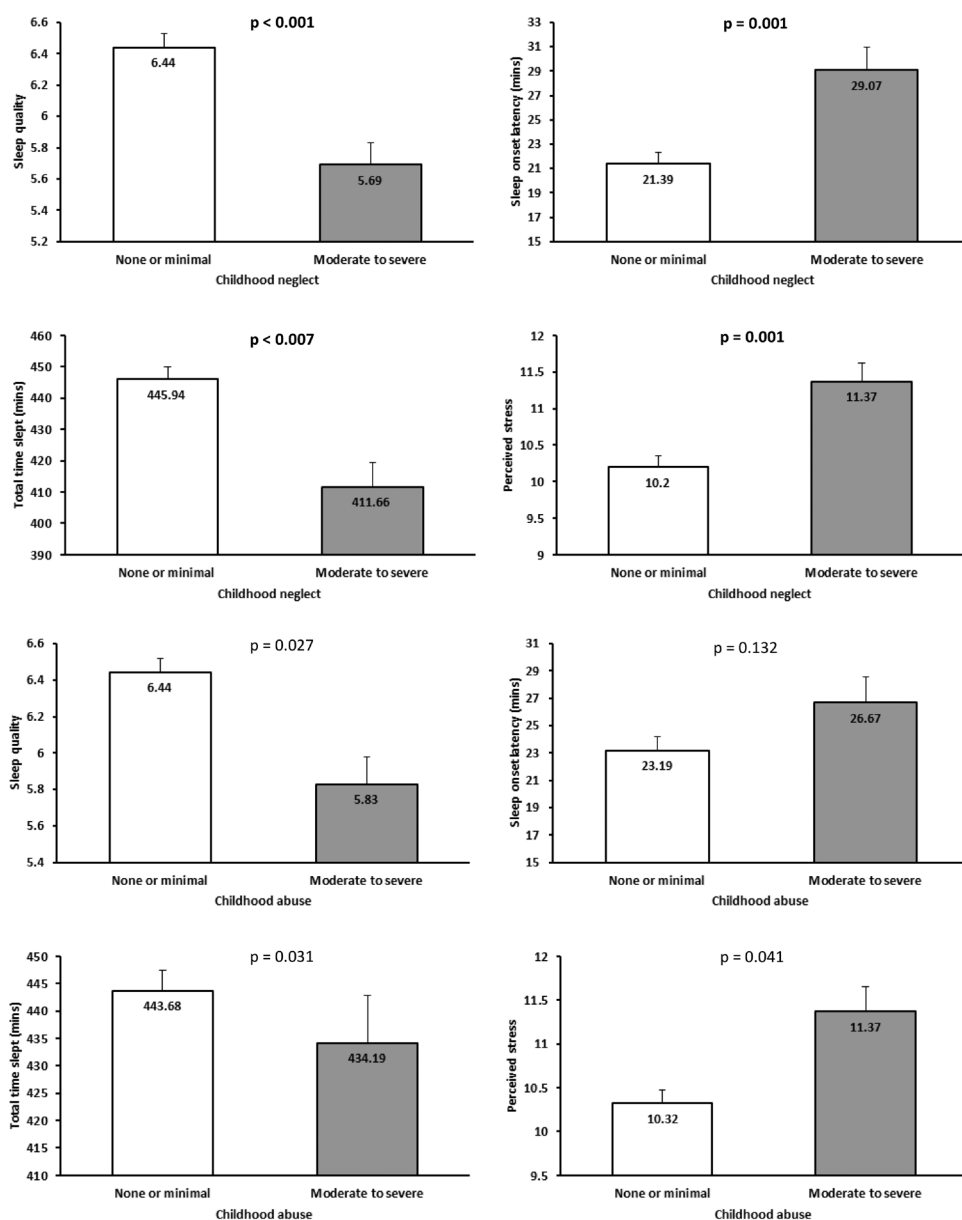 p < 0.001
Sleep quality
6.6
6.4
6.2
6
5.8
5.6
5.4
5.2
6.44
5.69
None or minimal Moderate to severe
Childhood neglect
p = 0.001
Sleep onset latency (mins)
33
31
29
27
25
23
21
19
17
15
21.39
29.07
None or minimal Moderate to severe
Childhood neglect
p < 0.007
Total time slept (mins)
460
450
440
430
420
410
400
390
445.94
411.66
None or minimal Moderate to severe
Childhood neglect
p = 0.001
Perceived stress
12
11.5
11
10.5
10
9.5
9
10.2
11.37
None or minimal Moderate to severe
Childhood neglect
p = 0.027
Sleep quality
6.6
6.4
6.2
6
5.8
5.6
5.4
6.44
5.83
None or minimal Moderate to severe
Childhood abuse
p = 0.132
Sleep onset latency (mins)
31
29
27
25
23
21
19
17
15
23.19
26.67
None or minimal Moderate to severe
Childhood abuse
p = 0.031
Total time slept (mins)
450
445
440
435
430
425
420
415
410
443.68
434.19
None or minimal Moderate to severe
Childhood abuse
p = 0.041
Perceived stress
12
11.5
11
10.5
10
9.5
10.32
11.37
None or minimal Moderate to severe
Childhood abuse